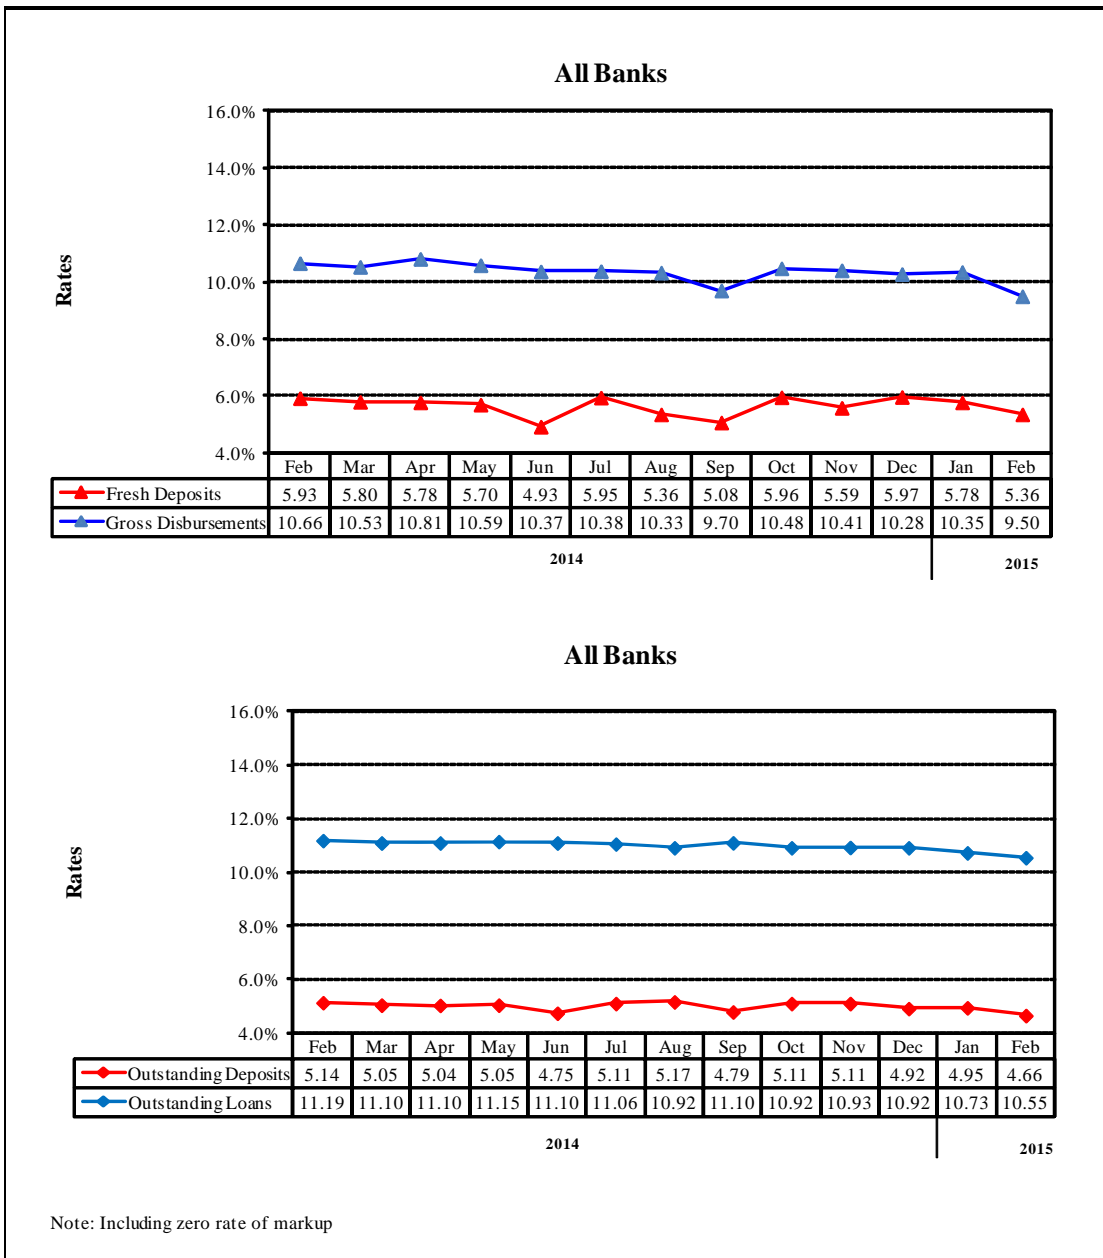 All Banks
Rates
16.0%
14.0%
12.0%
10.0%
8.0%
6.0%
4.0%
Feb Mar Apr May Jun Jul Aug Sep Oct Nov Dec Jan Feb
Fresh Deposits 5.93 5.80 5.78 5.70 4.93 5.95 5.36 5.08 5.96 5.59 5.97 5.78 5.36
Gross Disbursements 10.66 10.53 10.81 10.59 10.37 10.38 10.33 9.70 10.48 10.41 10.28 10.35 9.50
2014 2015
All Banks
Rates
16.0%
14.0%
12.0%
10.0%
8.0%
6.0%
4.0%
Feb Mar Apr May Jun Jul Aug Sep Oct Nov Dec Jan Feb
Outstanding Deposits 5.14 5.05 5.04 5.05 4.75 5.11 5.17 4.79 5.11 5.11 4.92 4.95 4.66
Outstanding Loans 11.19 11.10 11.10 11.15 11.10 11.06 10.92 11.10 10.92 10.93 10.92 10.73 10.55
2014 2015
Note: Including zero rate of markup